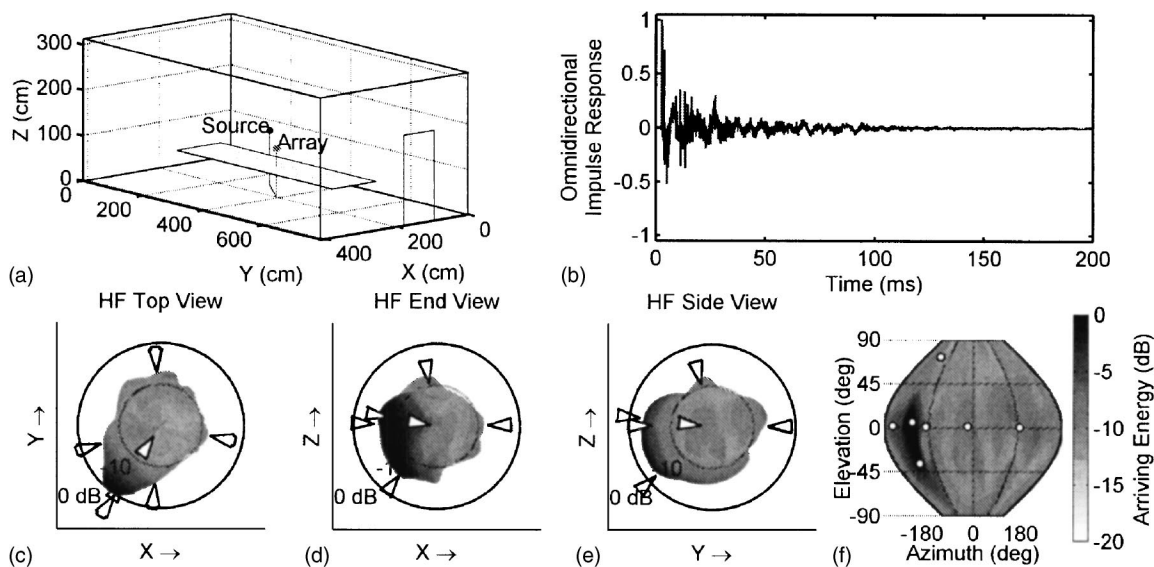 300
200
100
0
Z (cm)
0
200
400
600
Y (cm)
400
200
0
X (cm)
Source
Array
(a)
1
0.5
0
-0.5
-1
Omnidirectional
Impulse Response
0
50
100
150
200
Time (ms)
(b)
HF Top View
Y →
-10
0 dB
X →
(c)
HF End View
Z →
0 dB
X →
(d)
HF Side View
Z →
10
0 dB
Y →
(e)
90
45
0
-45
-90
Elevation (deg)
-180
0
180
Azimuth (deg)
(f)
0
-5
-10
-15
-20
Arriving Energy (dB)